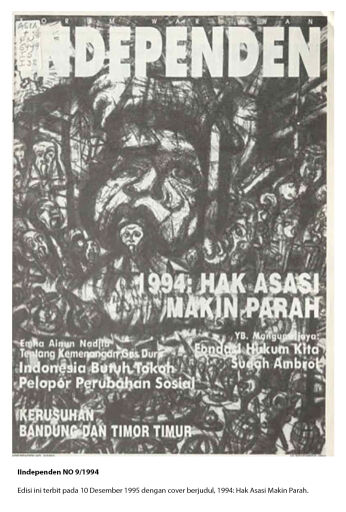 INDEPENDEN
1994: HAK ASASI
MAKIN PARAH
Emha Ainun Nadjib
Tentang Kemenangan Gus Dur
Indonesia Butuh Tokoh
Pelopor Perubahan Sosial
YB. Mangunwijaya:
Fondasi Hukum Kita
Sudah Ambrol
KERUSUHAN
BANDUNG DAN TIMOR TIMUR
IIndependen NO 9/1994
Edisi ini terbit pada 10 Desember 1995 dengan cover berjudul, 1994: Hak Asasi Makin Parah.